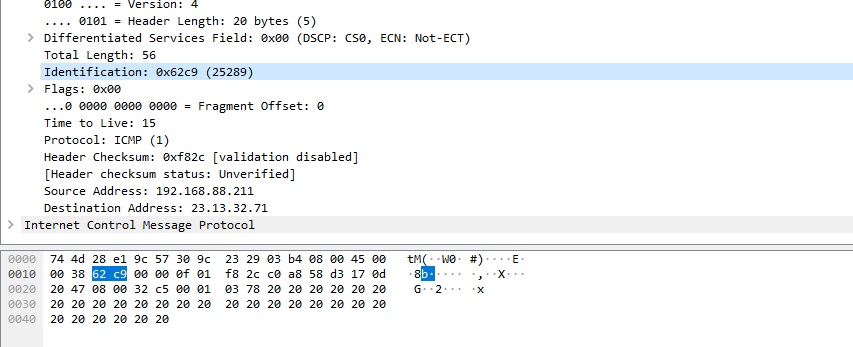 0100 .... = Version: 4
.... 0101 = Header Length: 20 bytes (5)
Differentiated Services Field: 0x00 (DSCP: CS0, ECN: Not-ECT)
Total Length: 56
Identification: 0x62c9 (25289)
Flags: 0x00
...0 0000 0000 0000 = Fragment Offset: 0
Time to Live: 15
Protocol: ICMP (1)
Header Checksum: 0xf82c [validation disabled]
[Header checksum status: Unverified]
Source Address: 192.168.88.211
Destination Address: 23.13.32.71
Internet Control Message Protocol
0000 74 4d 28 e1 9c 57 30 9c 23 29 03 b4 08 00 45 00 tM(··W0· #)····E·
0010 00 38 62 c9 00 00 0f 01 f8 2c c0 a8 58 d3 17 0d ·8b····· ·,··X···
0020 20 47 08 00 32 c5 00 01 03 78 20 20 20 20 20 20 G··2··· ·x
0030 20 20 20 20 20 20 20 20 20 20 20 20 20 20 20 20
0040 20 20 20 20 20 20